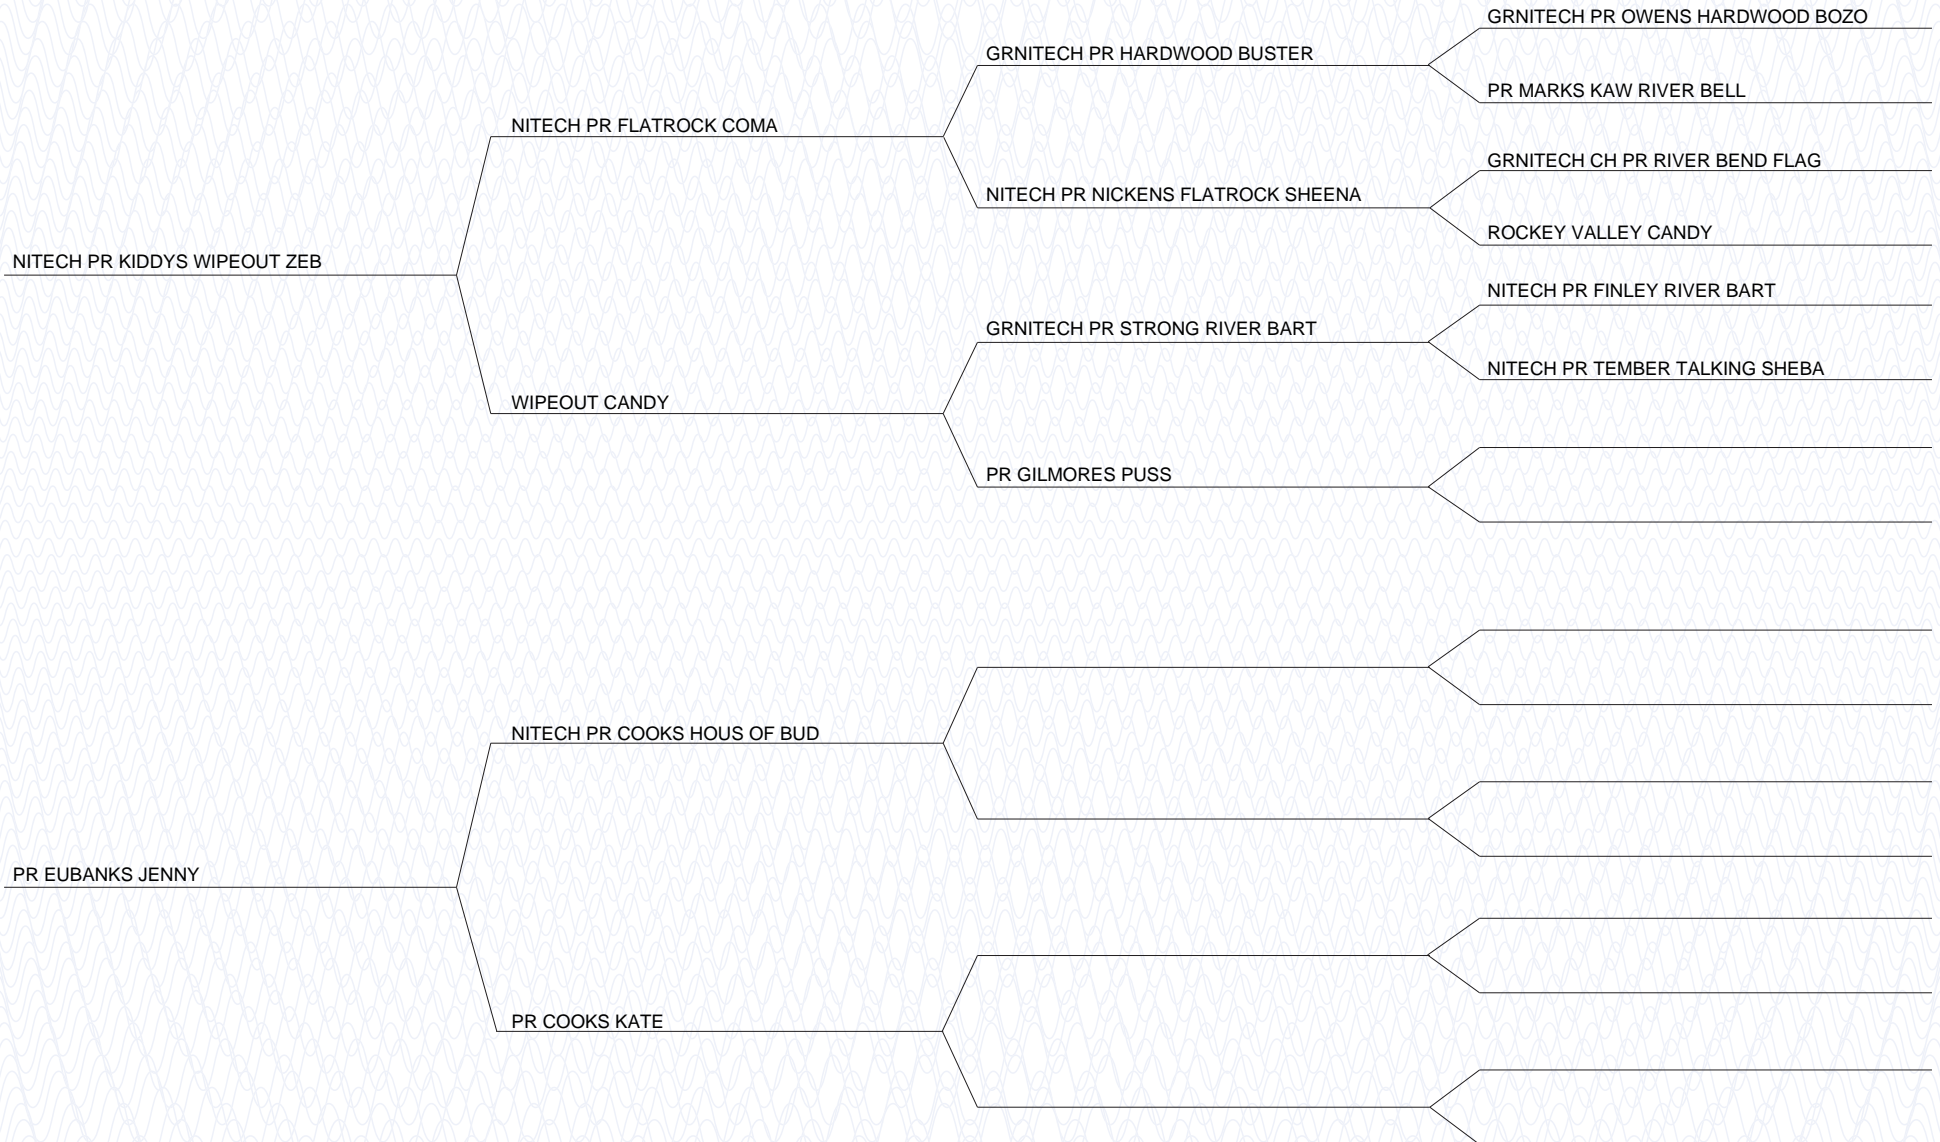 GRNITECH PR OWENS HARDWOOD BOZO
GRNITECH PR HARDWOOD BUSTER
PR MARKS KAW RIVER BELL
NITECH PR FLATROCK COMA
GRNITECH CH PR RIVER BEND FLAG
NITECH PR NICKENS FLATROCK SHEENA
ROCKEY VALLEY CANDY
NITECH PR KIDDYS WIPEOUT ZEB
NITECH PR FINLEY RIVER BART
GRNITECH PR STRONG RIVER BART
NITECH PR TEMBER TALKING SHEBA
WIPEOUT CANDY
PR GILMORES PUSS
NITECH PR COOKS HOUS OF BUD
PR EUBANKS JENNY
PR COOKS KATE